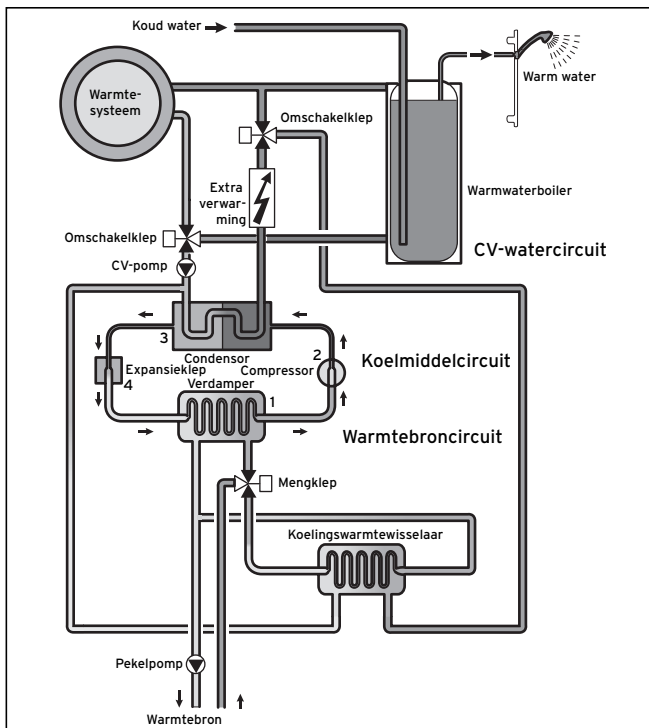 Koud water
Warm water
Warmte-
systeem
Omschakelklep
Extra
verwar-
ming
Warmwaterboiler
Omschakelklep
CV-watercircuit
CV-pomp
3
Condensor
2
Koelmiddelcircuit
Expansieklep
4
Compressor
Verdamper
1
Warmtebroncircuit
Mengklep
Koelingswarmtewisselaar
Pekelpomp
Warmtebron